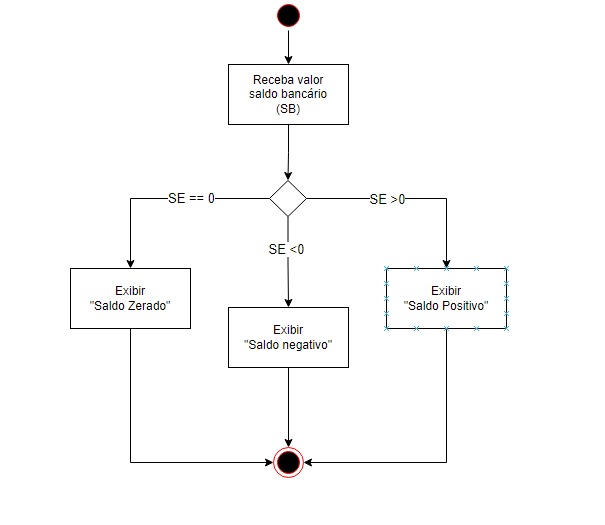 Receba valor
saldo bancário
(SB)
SE == 0
SE >0
SE <0
Exibir
"Saldo Zerado"
Exibir
"Saldo Positivo"
Exibir
"Saldo negativo"